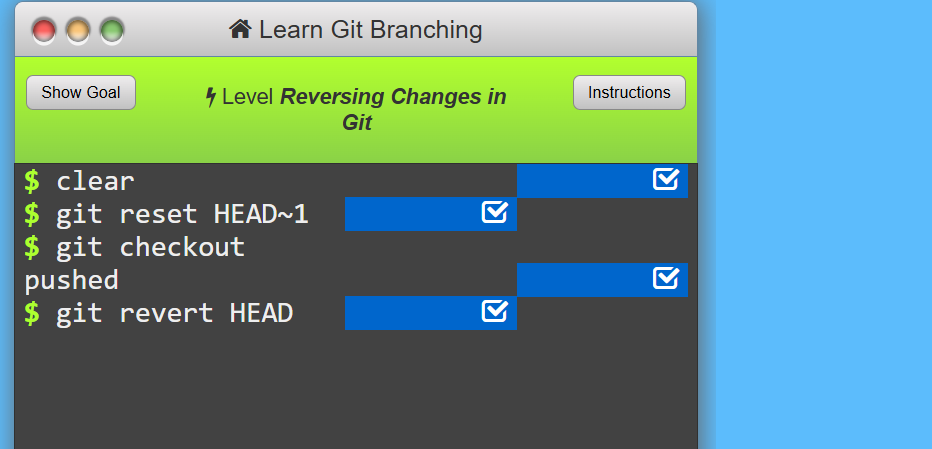 Learn Git Branching
Show Goal
Level Reversing Changes in
Git
Instructions
$ clear
$ git reset HEAD~1
$ git checkout
pushed
$ git revert HEAD